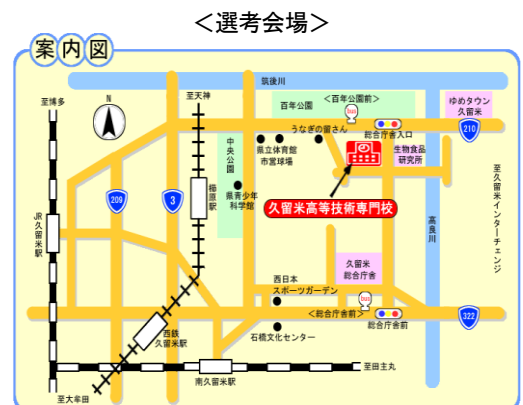 ＜選考会場＞
案内図
筑後川
至博多
N
至天神
百年公園
＜百年公園前＞
bus
ゆめタウン
久留米
うなぎの留さん
総合庁舎入口
210
県立体育館
市営球場
中央公園
生物食品
研究所
櫛原駅
県青少年
科学館
209
3
久留米高等技術専門校
高良川
至久留米インターチェンジ
JR久留米駅
久留米
総合庁舎
西日本
スポーツガーデン
bus
＜総合庁舎前＞
総合庁舎前
322
西鉄
久留米駅
石橋文化センター
南久留米駅
至田主丸
至大牟田